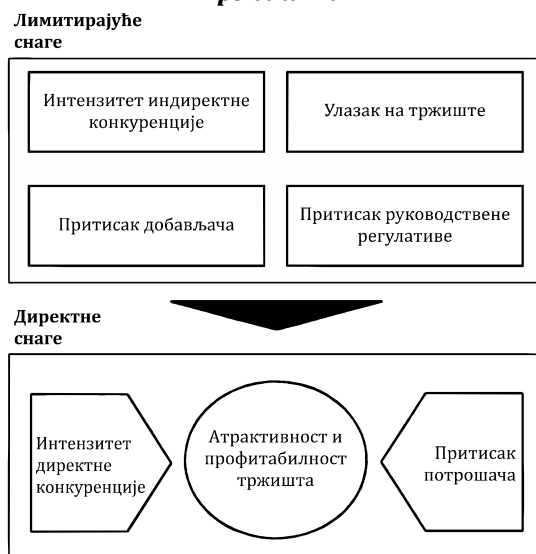 Лимитирајуће
снаге
Интензитет индиректне
конкуренције
Улазак на тржиште
Притисак добављача
Притисак руководствене
регулативе
Директне
снаге
Интензитет
директне
конкуренције
Атрактивност и
профитабилност
тржишта
Притисак
потрошача